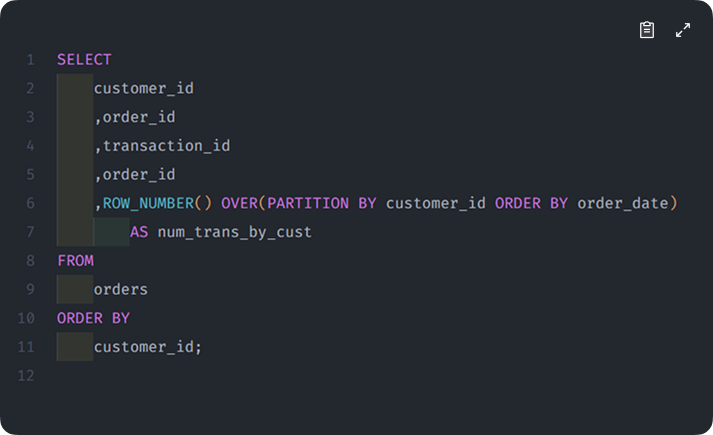 1 SELECT
2 customer_id
3 ,order_id
4 ,transaction_id
5 ,order_id
6 ,ROW_NUMBER() OVER(PARTITION BY customer_id ORDER BY order_date)
7 AS num_trans_by_cust
8 FROM
9 orders
10 ORDER BY
11 customer_id;
12